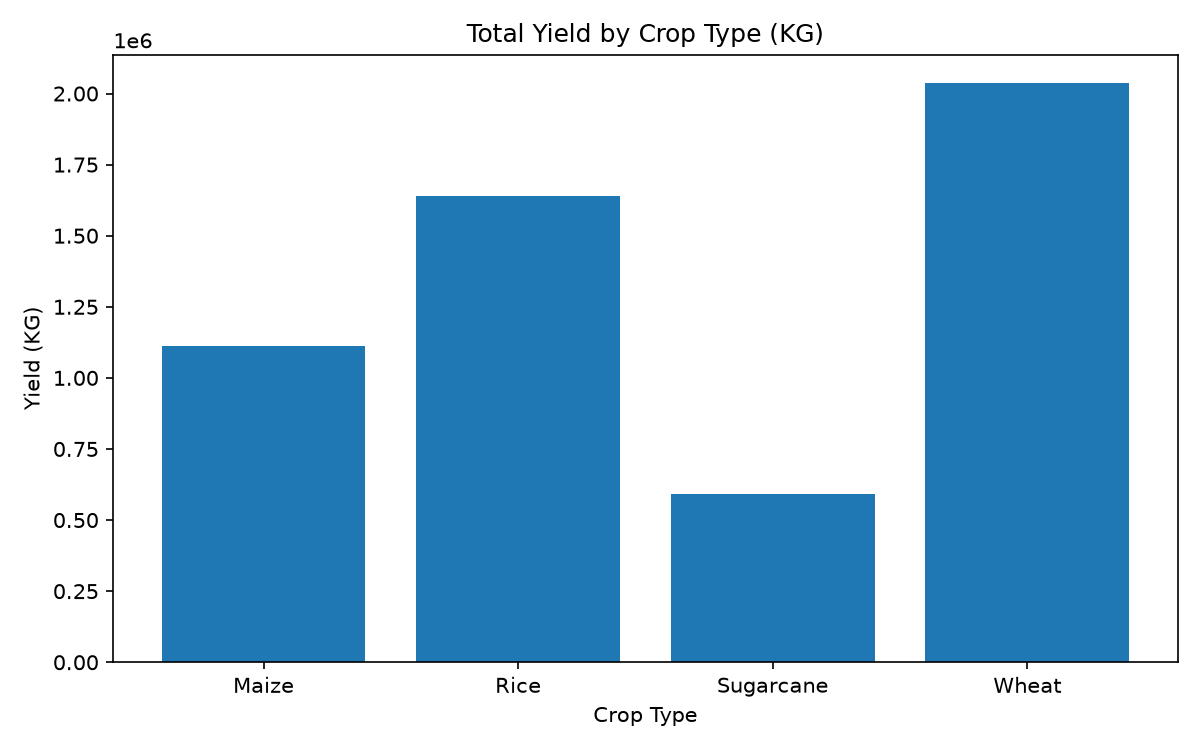 Total Yield by Crop Type (KG)
1e6
2.00
1.75
1.50
1.25
1.00
0.75
0.50
0.25
0.00
Yield (KG)
Maize Rice Sugarcane Wheat
Crop Type